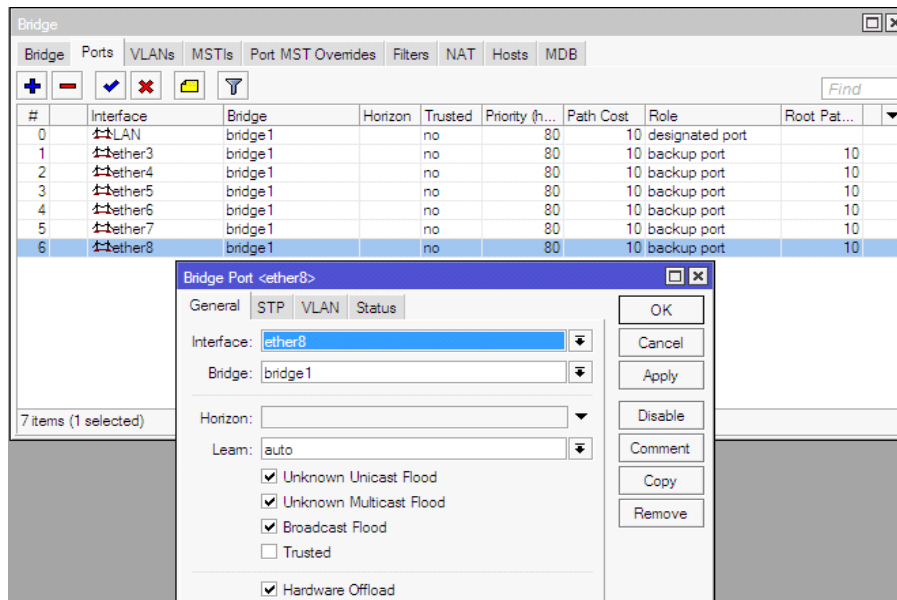 Bridge
Bridge Ports VLANs MSTIs Port MST Overrides Filters NAT Hosts MDB
Find
# Interface Bridge Horizon Trusted Priority (h... Path Cost Role Root Pat...
0 LAN bridge1 no 80 10 designated port
1 ether3 bridge1 no 80 10 backup port 10
2 ether4 bridge1 no 80 10 backup port 10
3 ether5 bridge1 no 80 10 backup port 10
4 ether6 bridge1 no 80 10 backup port 10
5 ether7 bridge1 no 80 10 backup port 10
6 ether8 bridge1 no 80 10 backup port 10
7 items (1 selected)
Bridge Port <ether8>
General STP VLAN Status
OK
Interface: ether8
Cancel
Bridge: bridge1
Apply
Horizon:
Disable
Learn: auto
Comment
Unknown Unicast Flood
Copy
Unknown Multicast Flood
Remove
Broadcast Flood
Trusted
Hardware Offload